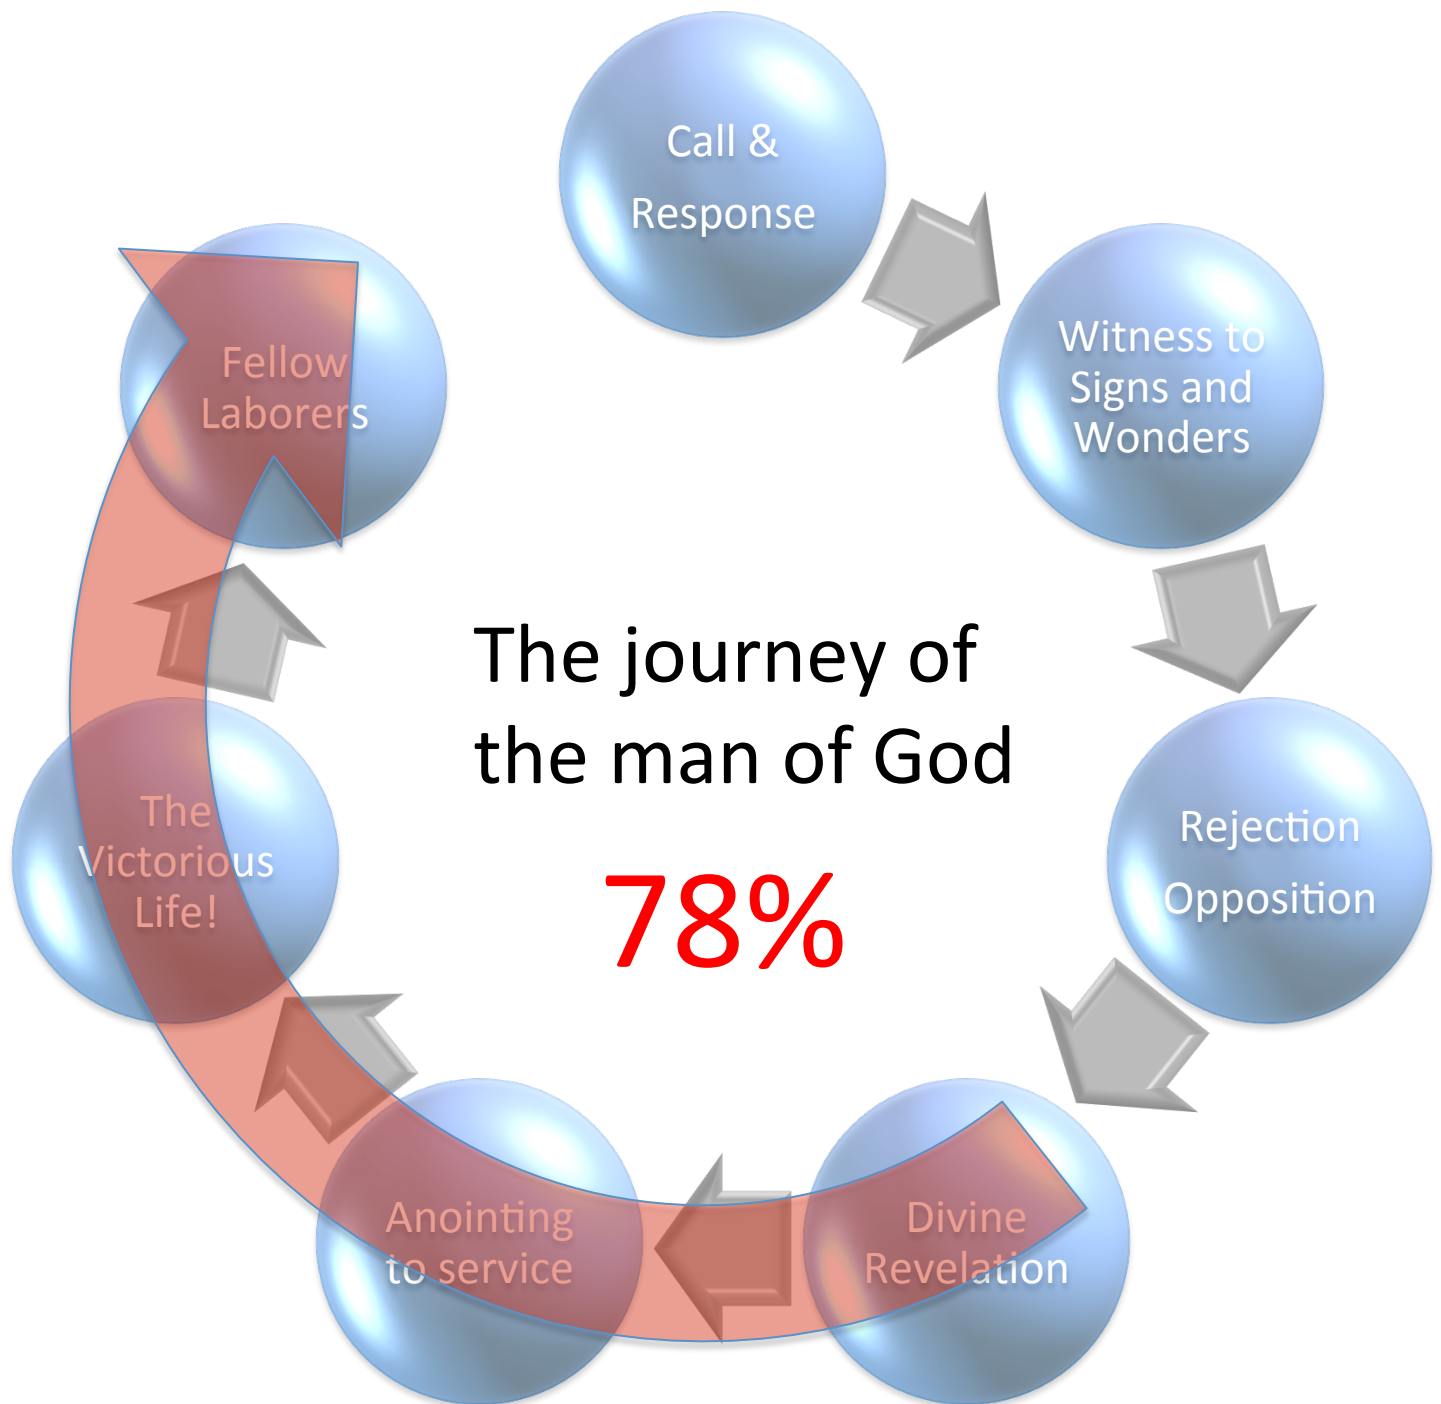 Call &
Response
Witness to
Signs and
Wonders
Rejection
Opposition
Divine
Revelation
Anointing
to service
The
Victorious
Life!
Fellow
Laborers
The journey of
the man of God
78%